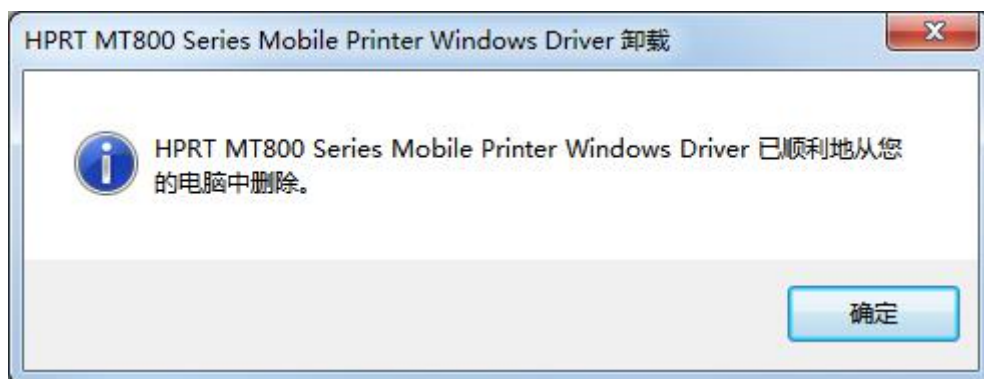 HPRT MT800 Series Mobile Printer Windows Driver 卸载
HPRT MT800 Series Mobile Printer Windows Driver 已顺利地从您
的电脑中删除。
确定